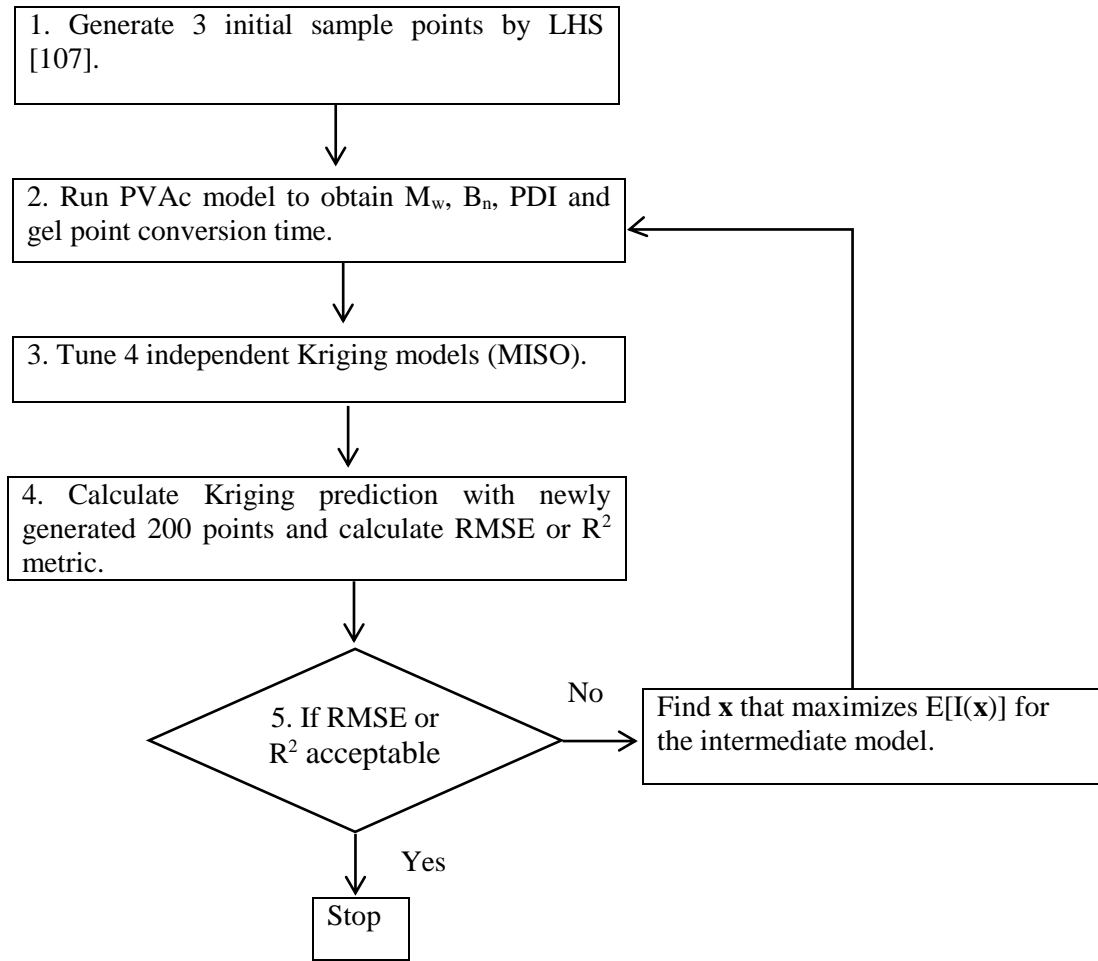 1. Generate 3 initial sample points by LHS
[107].
2. Run PVAc model to obtain Mw, Bn, PDI and
gel point conversion time.
3. Tune 4 independent Kriging models (MISO).
4. Calculate Kriging prediction with newly
generated 200 points and calculate RMSE or R²
metric.
5. If RMSE or
R² acceptable
No
Find x that maximizes E[I(x)] for
the intermediate model.
Yes
Stop